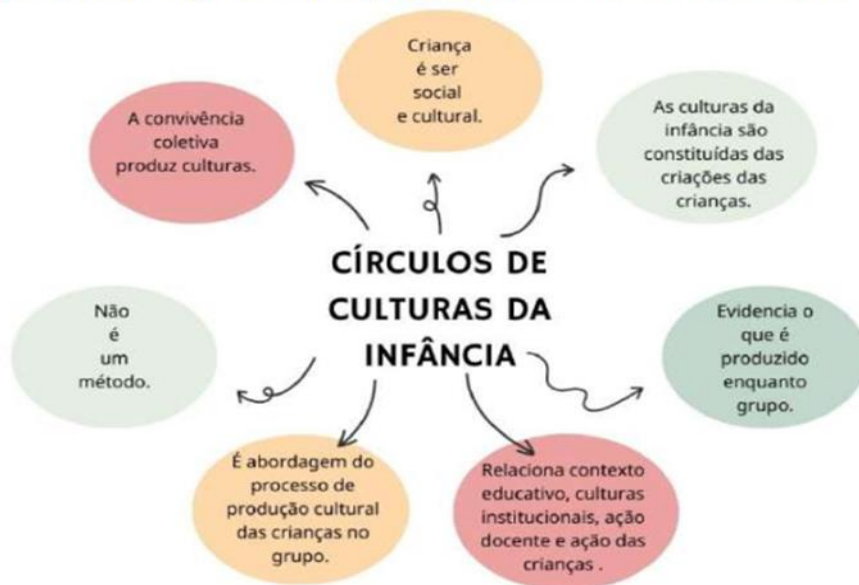 Criança
é ser
social
e cultural.
A convivência
coletiva
produz culturas.
As culturas da
infância são
constituídas das
criações das
crianças.
CÍRCULOS DE
CULTURAS DA
INFÂNCIA
Não
é
um
método.
Evidencia o
que é
produzido
enquanto
grupo.
É abordagem do
processo de
produção cultural
das crianças no
grupo.
Relaciona contexto
educativo, culturas
institucionais, ação
docente e ação das
crianças .